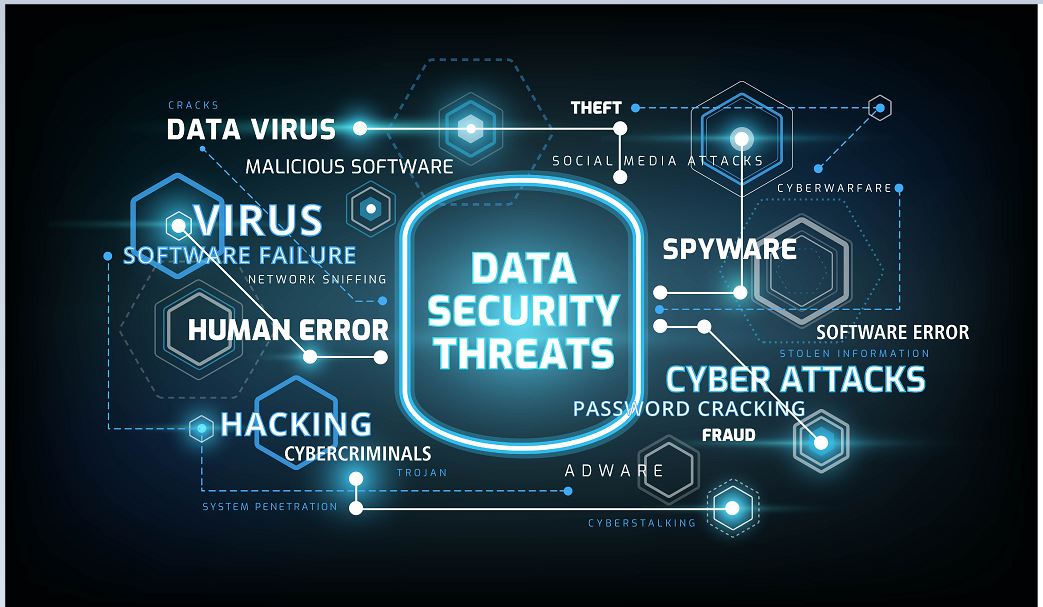 CRACKS
DATA VIRUS
MALICIOUS SOFTWARE
VIRUS
SOFTWARE FAILURE
NETWORK SNIFFING
HUMAN ERROR
HACKING
CYBERCRIMINALS
TROJAN
SYSTEM PENETRATION
DATA
SECURITY
THREATS
THEFT
SOCIAL MEDIA ATTACKS
CYBERWARFARE
SPYWARE
SOFTWARE ERROR
STOLEN INFORMATION
CYBER ATTACKS
PASSWORD CRACKING
FRAUD
ADWARE
CYBERSTALKING